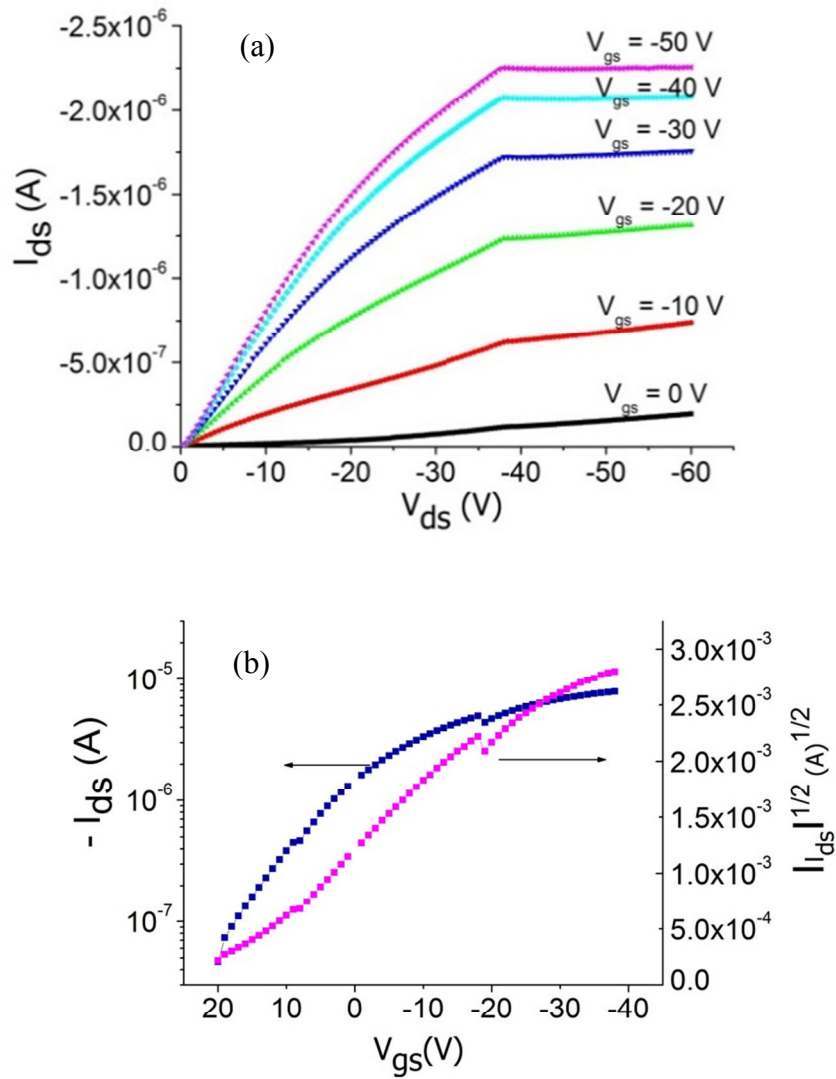 (a)
-2.5x10⁻⁶
-2.0x10⁻⁶
-1.5x10⁻⁶
-1.0x10⁻⁶
-5.0x10⁻⁷
0.0
I_ds (A)
V_gs = -50 V
V_gs = -40 V
V_gs = -30 V
V_gs = -20 V
V_gs = -10 V
V_gs = 0 V
0 -10 -20 -30 -40 -50 -60
V_ds (V)
(b)
10⁻⁵
10⁻⁶
10⁻⁷
- I_ds (A)
3.0x10⁻³
2.5x10⁻³
2.0x10⁻³
1.5x10⁻³
1.0x10⁻³
5.0x10⁻⁴
0.0
|I_ds|^1/2 (A)^1/2
20 10 0 -10 -20 -30 -40
V_gs(V)